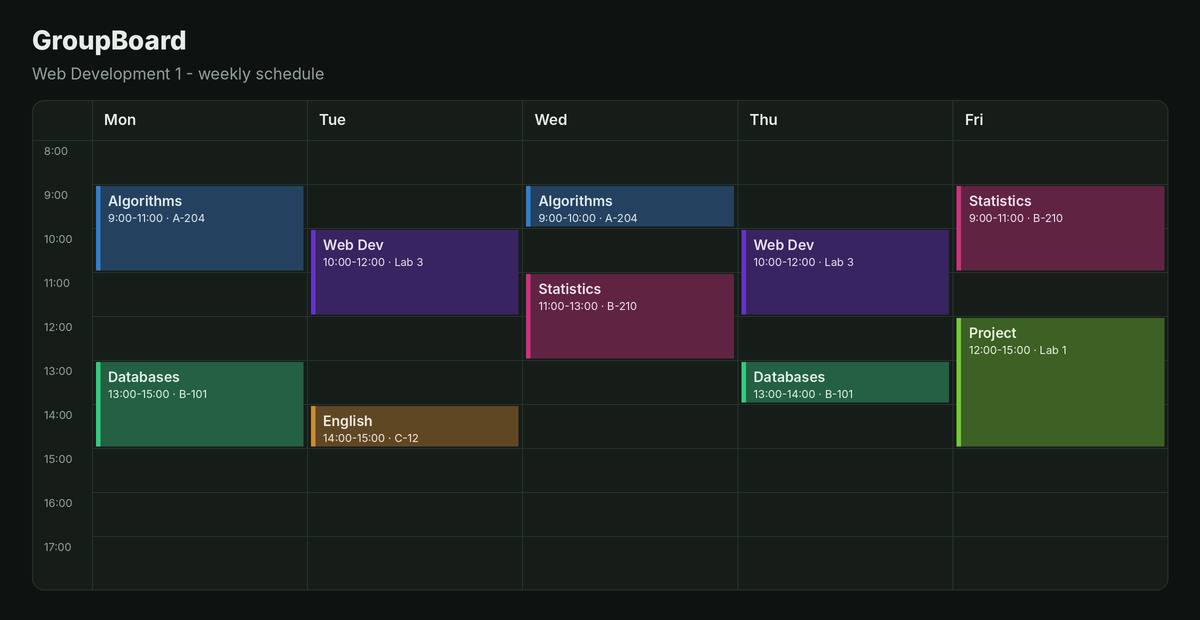 GroupBoard
Web Development 1 - weekly schedule
Mon
Tue
Wed
Thu
Fri
8:00
9:00
10:00
11:00
12:00
13:00
14:00
15:00
16:00
17:00
Algorithms
9:00-11:00 · A-204
Databases
13:00-15:00 · B-101
Web Dev
10:00-12:00 · Lab 3
English
14:00-15:00 · C-12
Algorithms
9:00-10:00 · A-204
Statistics
11:00-13:00 · B-210
Web Dev
10:00-12:00 · Lab 3
Databases
13:00-14:00 · B-101
Statistics
9:00-11:00 · B-210
Project
12:00-15:00 · Lab 1